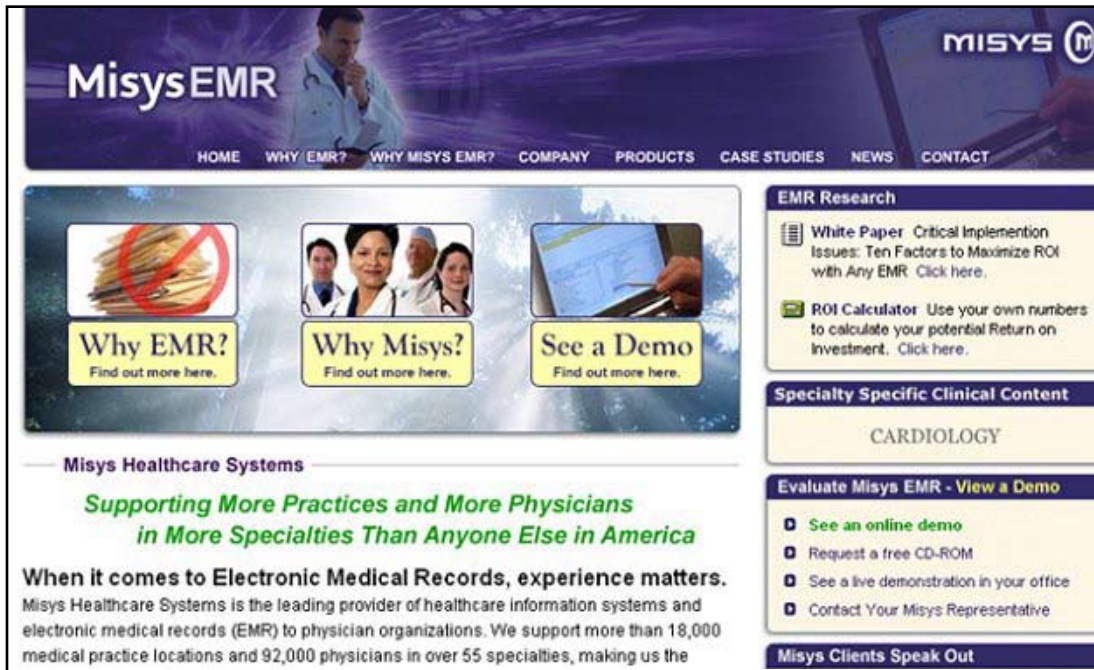 MISYS
MisysEMR
HOME WHY EMR? WHY MISYS EMR? COMPANY PRODUCTS CASE STUDIES NEWS CONTACT
Why EMR?
Find out more here.
Why Misys?
Find out more here.
See a Demo
Find out more here.
Misys Healthcare Systems
Supporting More Practices and More Physicians
in More Specialties Than Anyone Else in America
When it comes to Electronic Medical Records, experience matters.
Misys Healthcare Systems is the leading provider of healthcare information systems and
electronic medical records (EMR) to physician organizations. We support more than 18,000
medical practice locations and 92,000 physicians in over 55 specialties, making us the
EMR Research
White Paper Critical Implemention
Issues: Ten Factors to Maximize ROI
with Any EMR Click here.
ROI Calculator Use your own numbers
to calculate your potential Return on
Investment. Click here.
Specialty Specific Clinical Content
CARDIOLOGY
Evaluate Misys EMR - View a Demo
See an online demo
Request a free CD-ROM
See a live demonstration in your office
Contact Your Misys Representative
Misys Clients Speak Out